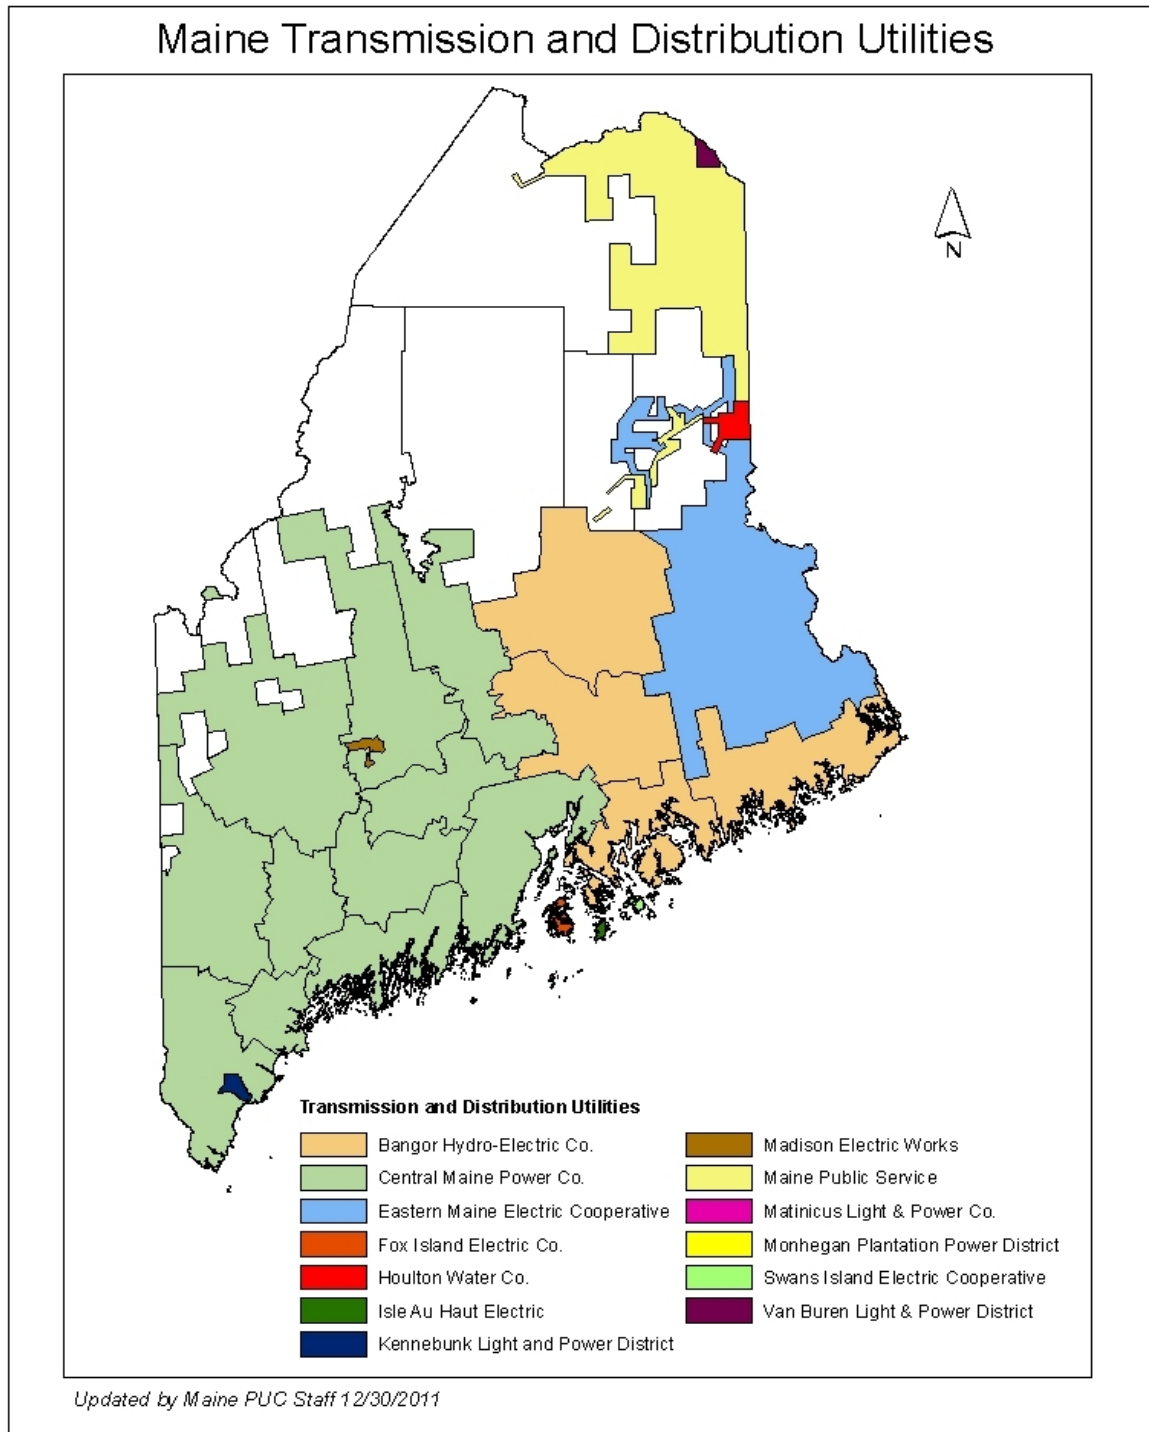 Maine Transmission and Distribution Utilities
N
Transmission and Distribution Utilities
Bangor Hydro-Electric Co.
Central Maine Power Co.
Eastern Maine Electric Cooperative
Fox Island Electric Co.
Houlton Water Co.
Isle Au Haut Electric
Kennebunk Light and Power District
Madison Electric Works
Maine Public Service
Matinicus Light & Power Co.
Monhegan Plantation Power District
Swans Island Electric Cooperative
Van Buren Light & Power District
Updated by Maine PUC Staff 12/30/2011